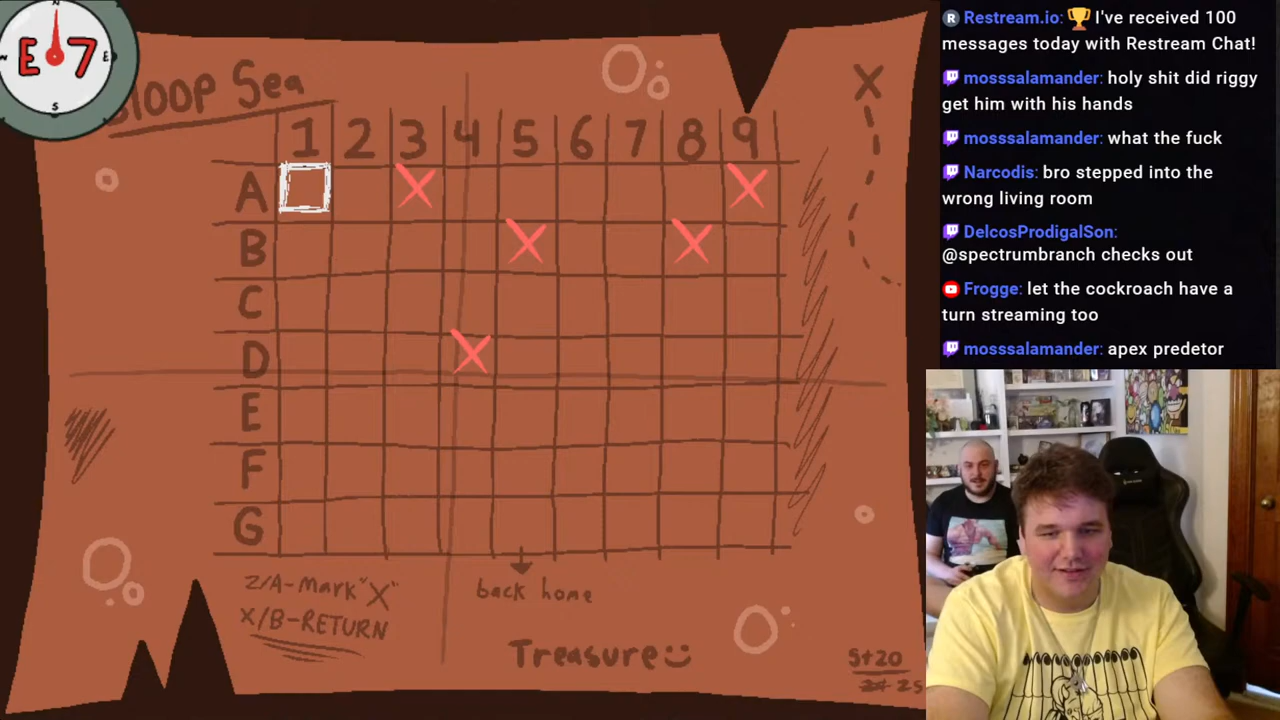 E 7
N
E
S
Bloop Sea
1 2 3 4 5 6 7 8 9
A
B
C
D
E
F
G
X
Z/A-Mark "X"
X/B-RETURN
back home
Treasure
5+20
25
R Restream.io: 🏆 I've received 100
messages today with Restream Chat!
mosssalamander: holy shit did riggy
get him with his hands
mosssalamander: what the fuck
Narcodis: bro stepped into the
wrong living room
DelcosProdigalSon:
@spectrumbranch checks out
Frogge: let the cockroach have a
turn streaming too
mosssalamander: apex predetor